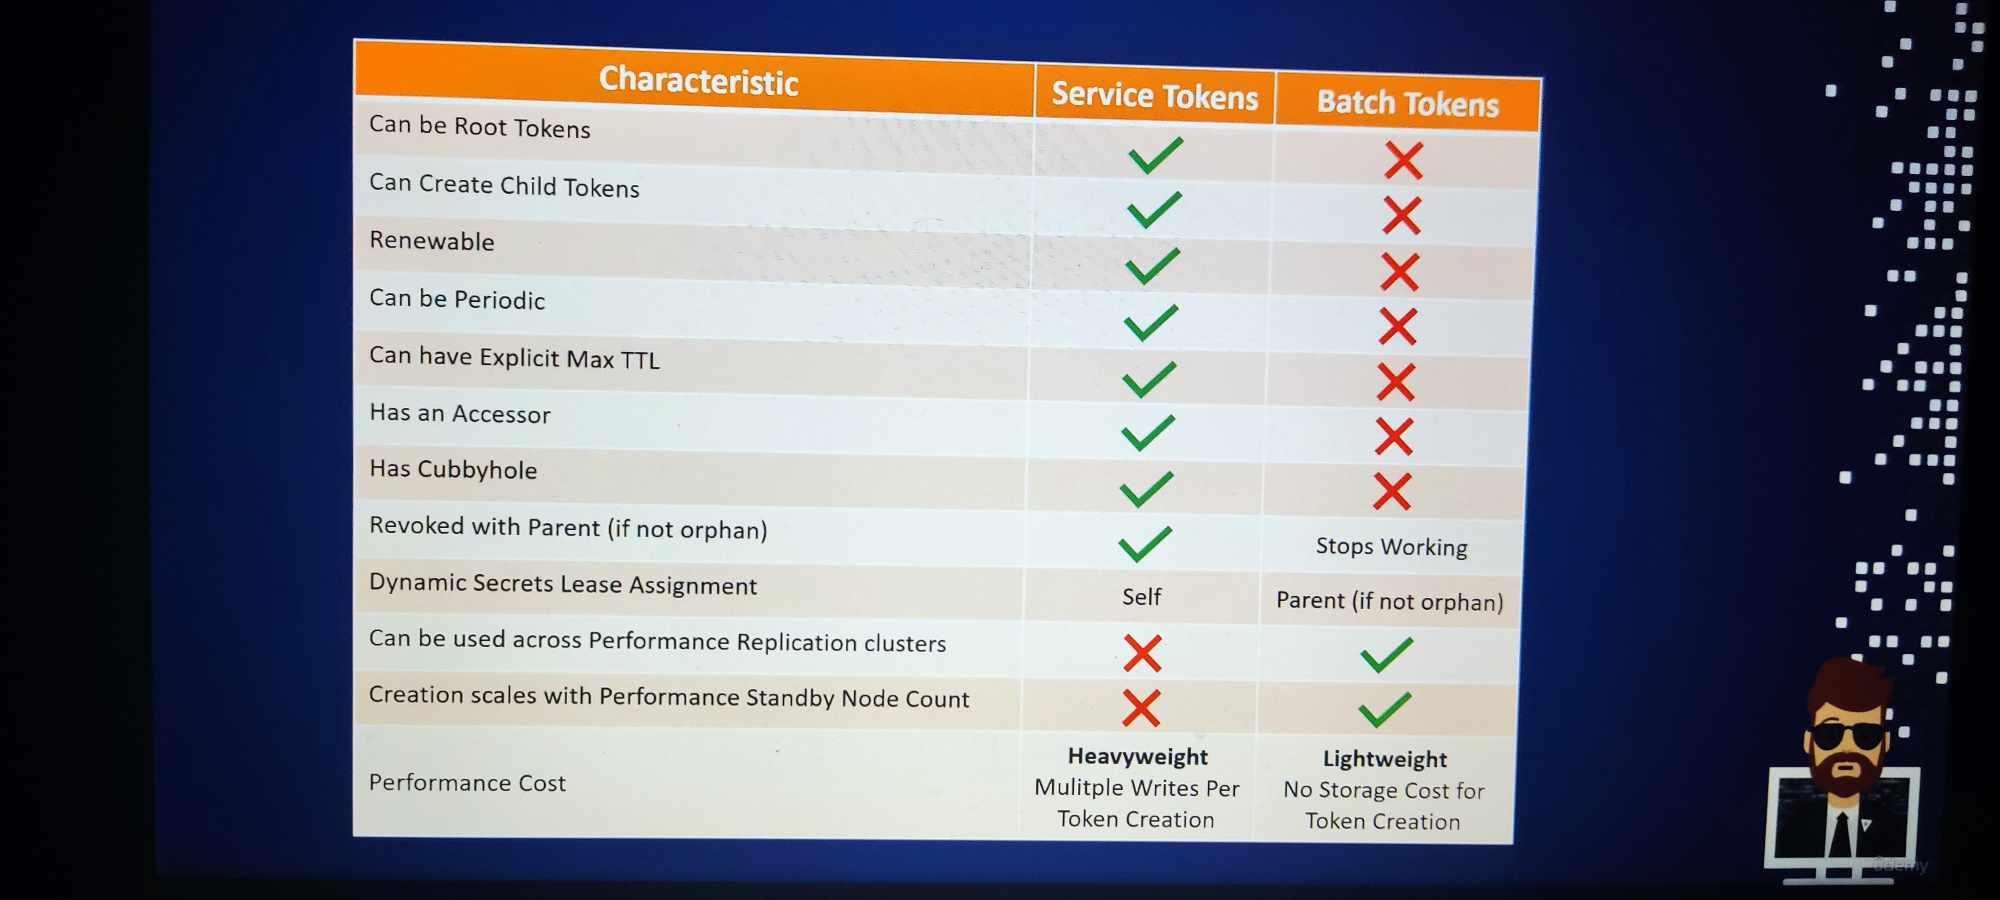 Characteristic Service Tokens Batch Tokens
Can be Root Tokens
Can Create Child Tokens
Renewable
Can be Periodic
Can have Explicit Max TTL
Has an Accessor
Has Cubbyhole
Revoked with Parent (if not orphan) Stops Working
Dynamic Secrets Lease Assignment Self Parent (if not orphan)
Can be used across Performance Replication clusters
Creation scales with Performance Standby Node Count
Performance Cost
Heavyweight
Mulitple Writes Per
Token Creation
Lightweight
No Storage Cost for
Token Creation
ûdemy